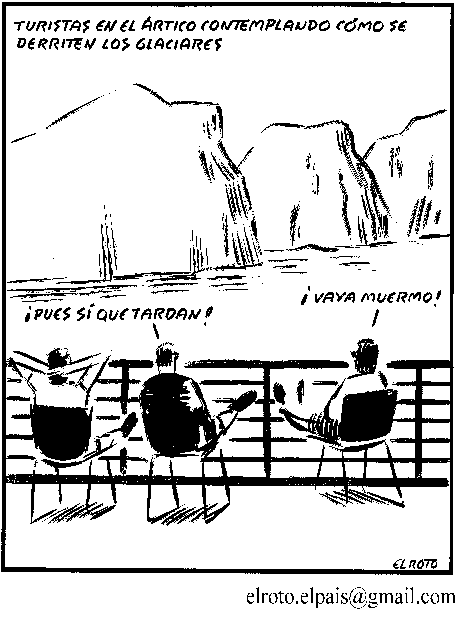 TURISTAS EN EL ÁRTICO CONTEMPLANDO CÓMO SE
DERRITEN LOS GLACIARES
¡PUES SÍ QUE TARDAN!
¡VAYA MUERMO!
EL ROTO
elroto.elpais@gmail.com